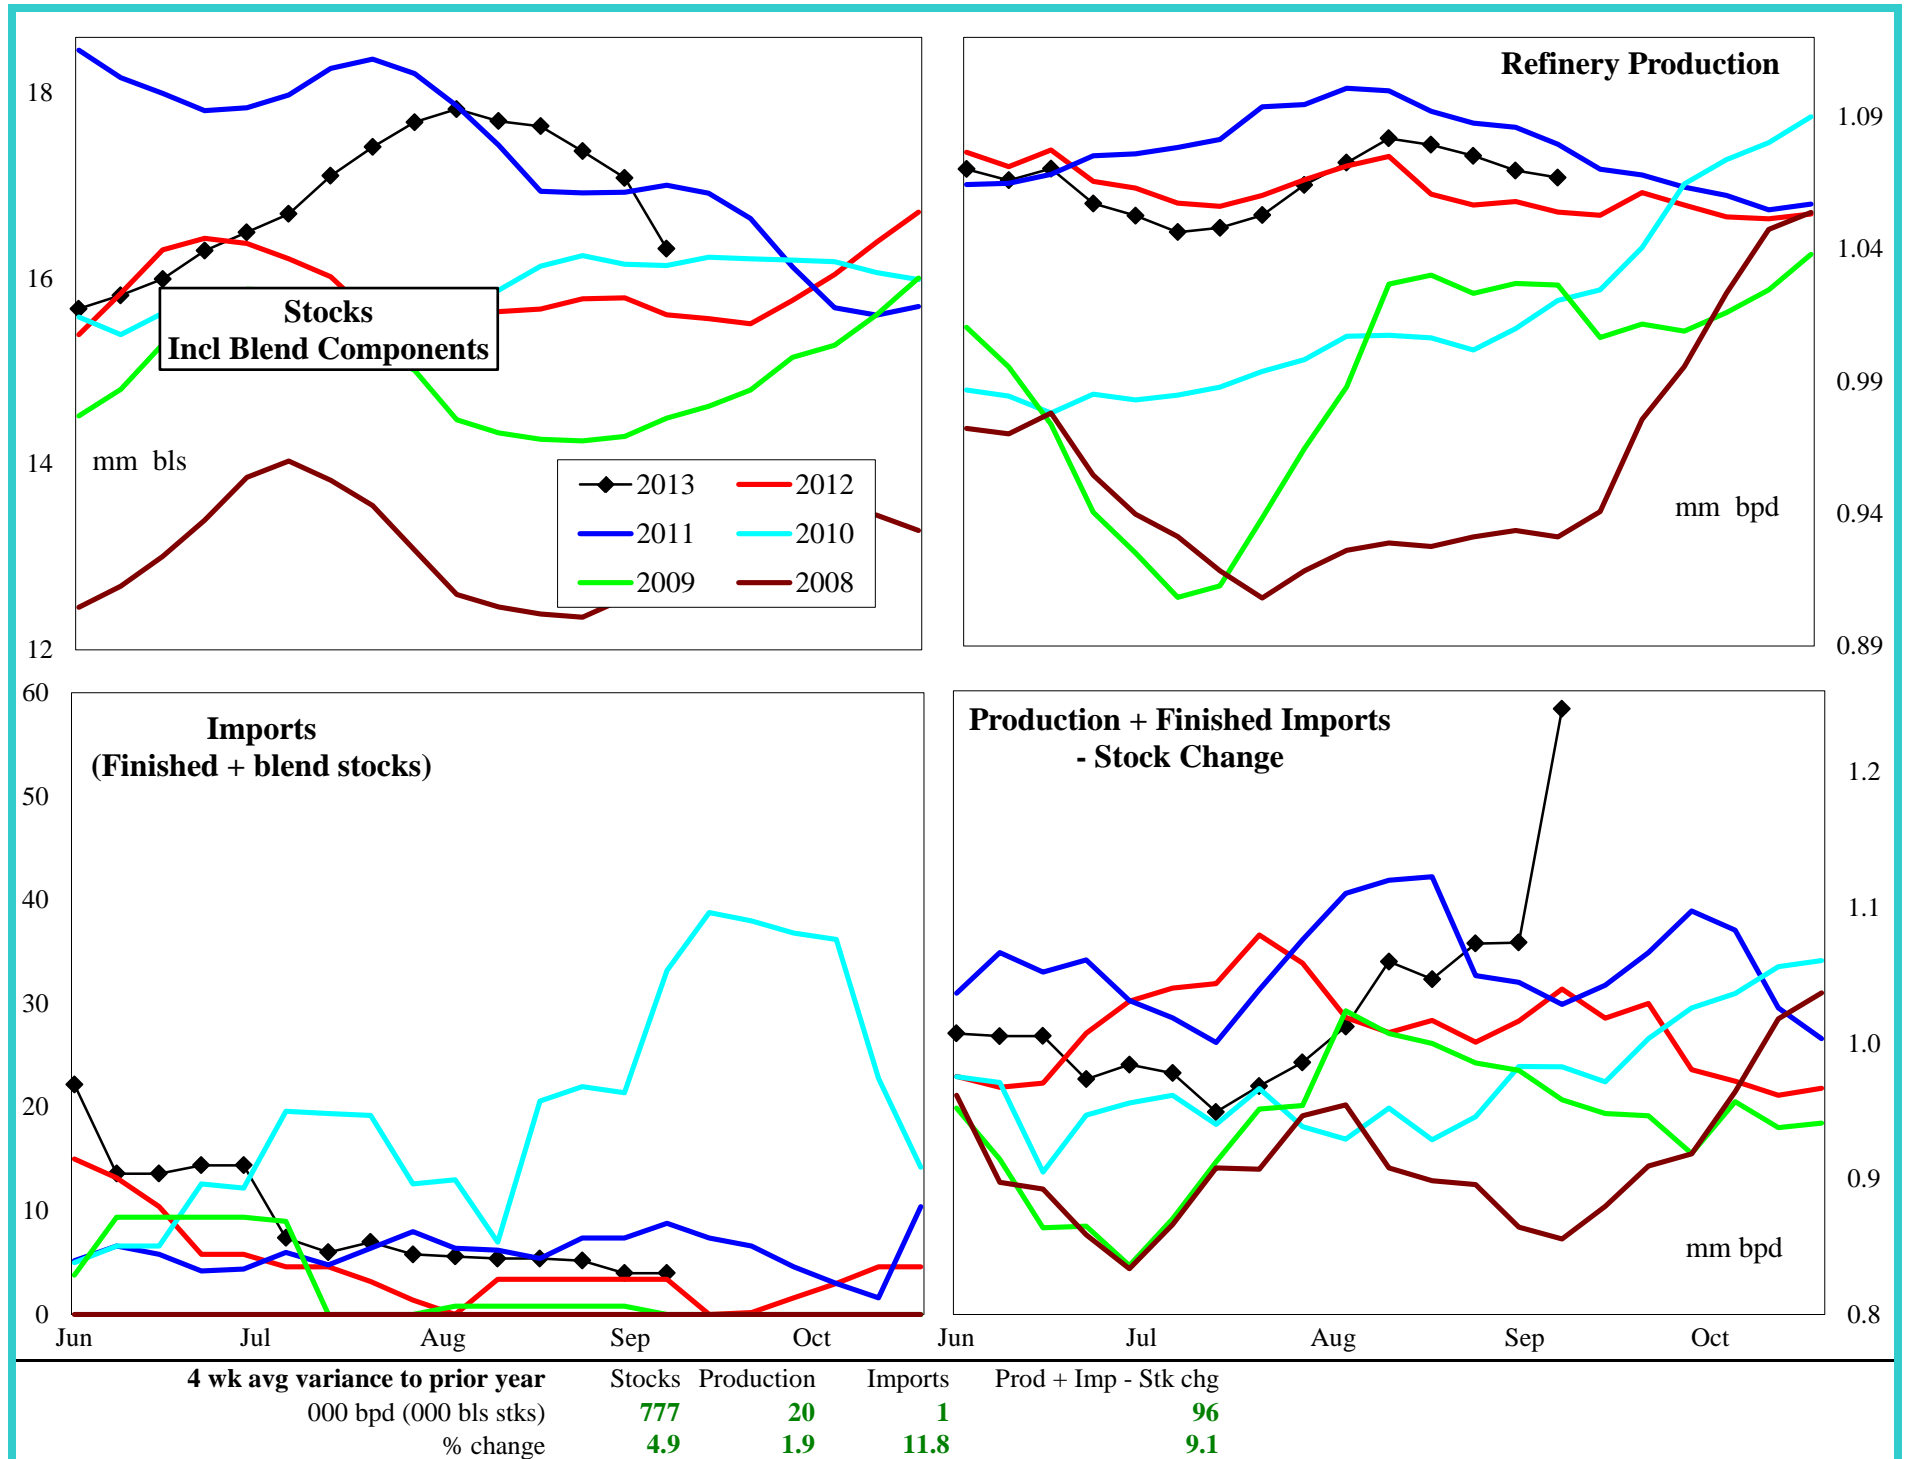 18
16
14
12
Stocks
Incl Blend Components
mm bls
2013
2012
2011
2010
2009
2008
Refinery Production
1.09
1.04
0.99
0.94
0.89
mm bpd
60
50
40
30
20
10
0
Imports
(Finished + blend stocks)
Jun Jul Aug Sep Oct
Production + Finished Imports
- Stock Change
1.2
1.1
1.0
0.9
0.8
mm bpd
Jun Jul Aug Sep Oct
4 wk avg variance to prior year Stocks Production Imports Prod + Imp - Stk chg
000 bpd (000 bls stks) 777 20 1 96
% change 4.9 1.9 11.8 9.1